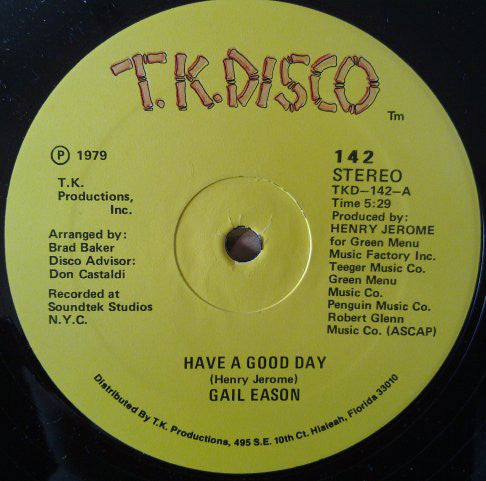 T.K.DISCO
Tm
℗ 1979
T.K.
Productions,
Inc.
Arranged by:
Brad Baker
Disco Advisor:
Don Castaldi
Recorded at
Soundtek Studios
N.Y.C.
142
STEREO
TKD-142-A
Time 5:29
Produced by:
HENRY JEROME
for Green Menu
Music Factory Inc.
Teeger Music Co.
Green Menu
Music Co.
Penguin Music Co.
Robert Glenn
Music Co. (ASCAP)
HAVE A GOOD DAY
(Henry Jerome)
GAIL EASON
Distributed By T.K. Productions, 495 S.E. 10th Ct. Hialeah, Florida 33010